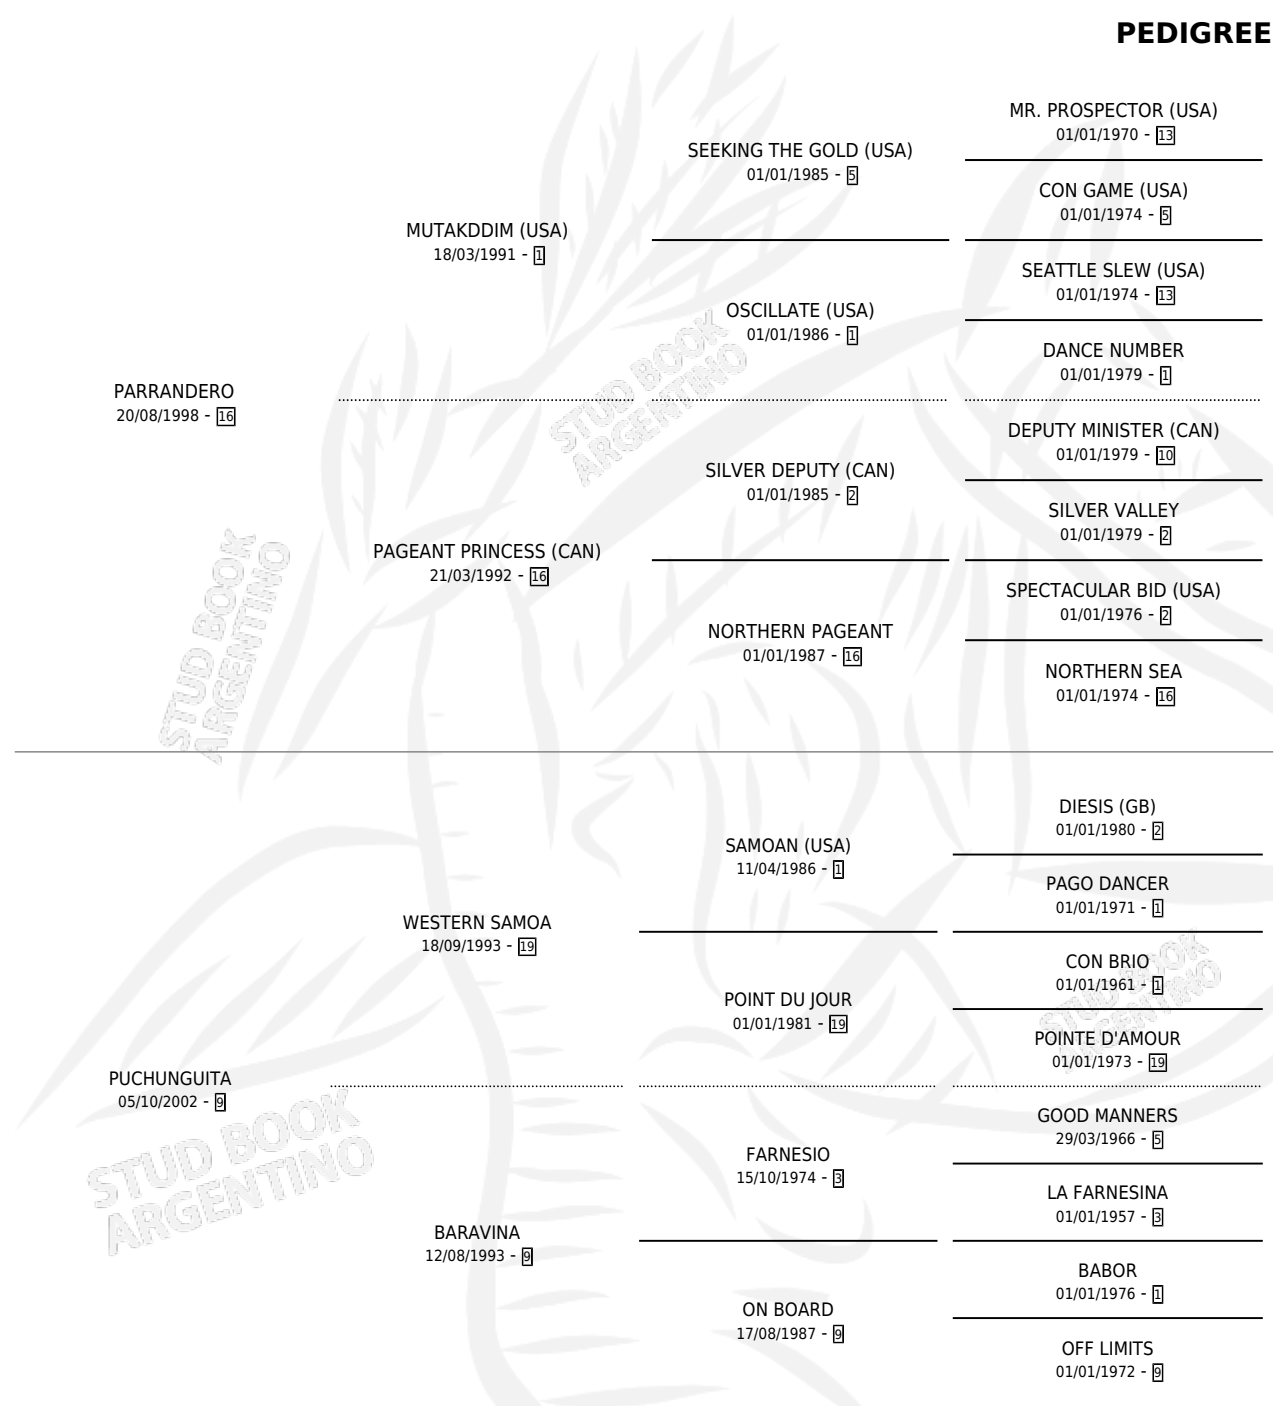 PEDIGREE
MR. PROSPECTOR (USA)
01/01/1970 - 13
SEEKING THE GOLD (USA)
01/01/1985 - 5
CON GAME (USA)
01/01/1974 - 5
MUTAKDDIM (USA)
18/03/1991 - 1
SEATTLE SLEW (USA)
01/01/1974 - 13
OSCILLATE (USA)
01/01/1986 - 1
DANCE NUMBER
01/01/1979 - 1
PARRANDERO
20/08/1998 - 16
DEPUTY MINISTER (CAN)
01/01/1979 - 10
SILVER DEPUTY (CAN)
01/01/1985 - 2
SILVER VALLEY
01/01/1979 - 2
PAGEANT PRINCESS (CAN)
21/03/1992 - 16
SPECTACULAR BID (USA)
01/01/1976 - 2
NORTHERN PAGEANT
01/01/1987 - 16
NORTHERN SEA
01/01/1974 - 16
DIESIS (GB)
01/01/1980 - 2
SAMOAN (USA)
11/04/1986 - 1
PAGO DANCER
01/01/1971 - 1
WESTERN SAMOA
18/09/1993 - 19
CON BRIO
01/01/1961 - 1
POINT DU JOUR
01/01/1981 - 19
POINTE D'AMOUR
01/01/1973 - 19
PUCHUNGUITA
05/10/2002 - 9
GOOD MANNERS
29/03/1966 - 5
FARNESIO
15/10/1974 - 3
LA FARNESINA
01/01/1957 - 3
BARAVINA
12/08/1993 - 9
BABOR
01/01/1976 - 1
ON BOARD
17/08/1987 - 9
OFF LIMITS
01/01/1972 - 9
STUD BOOK
ARGENTINO
STUD BOOK
ARGENTINO
STUD BOOK
ARGENTINO
STUD BOOK
ARGENTINO